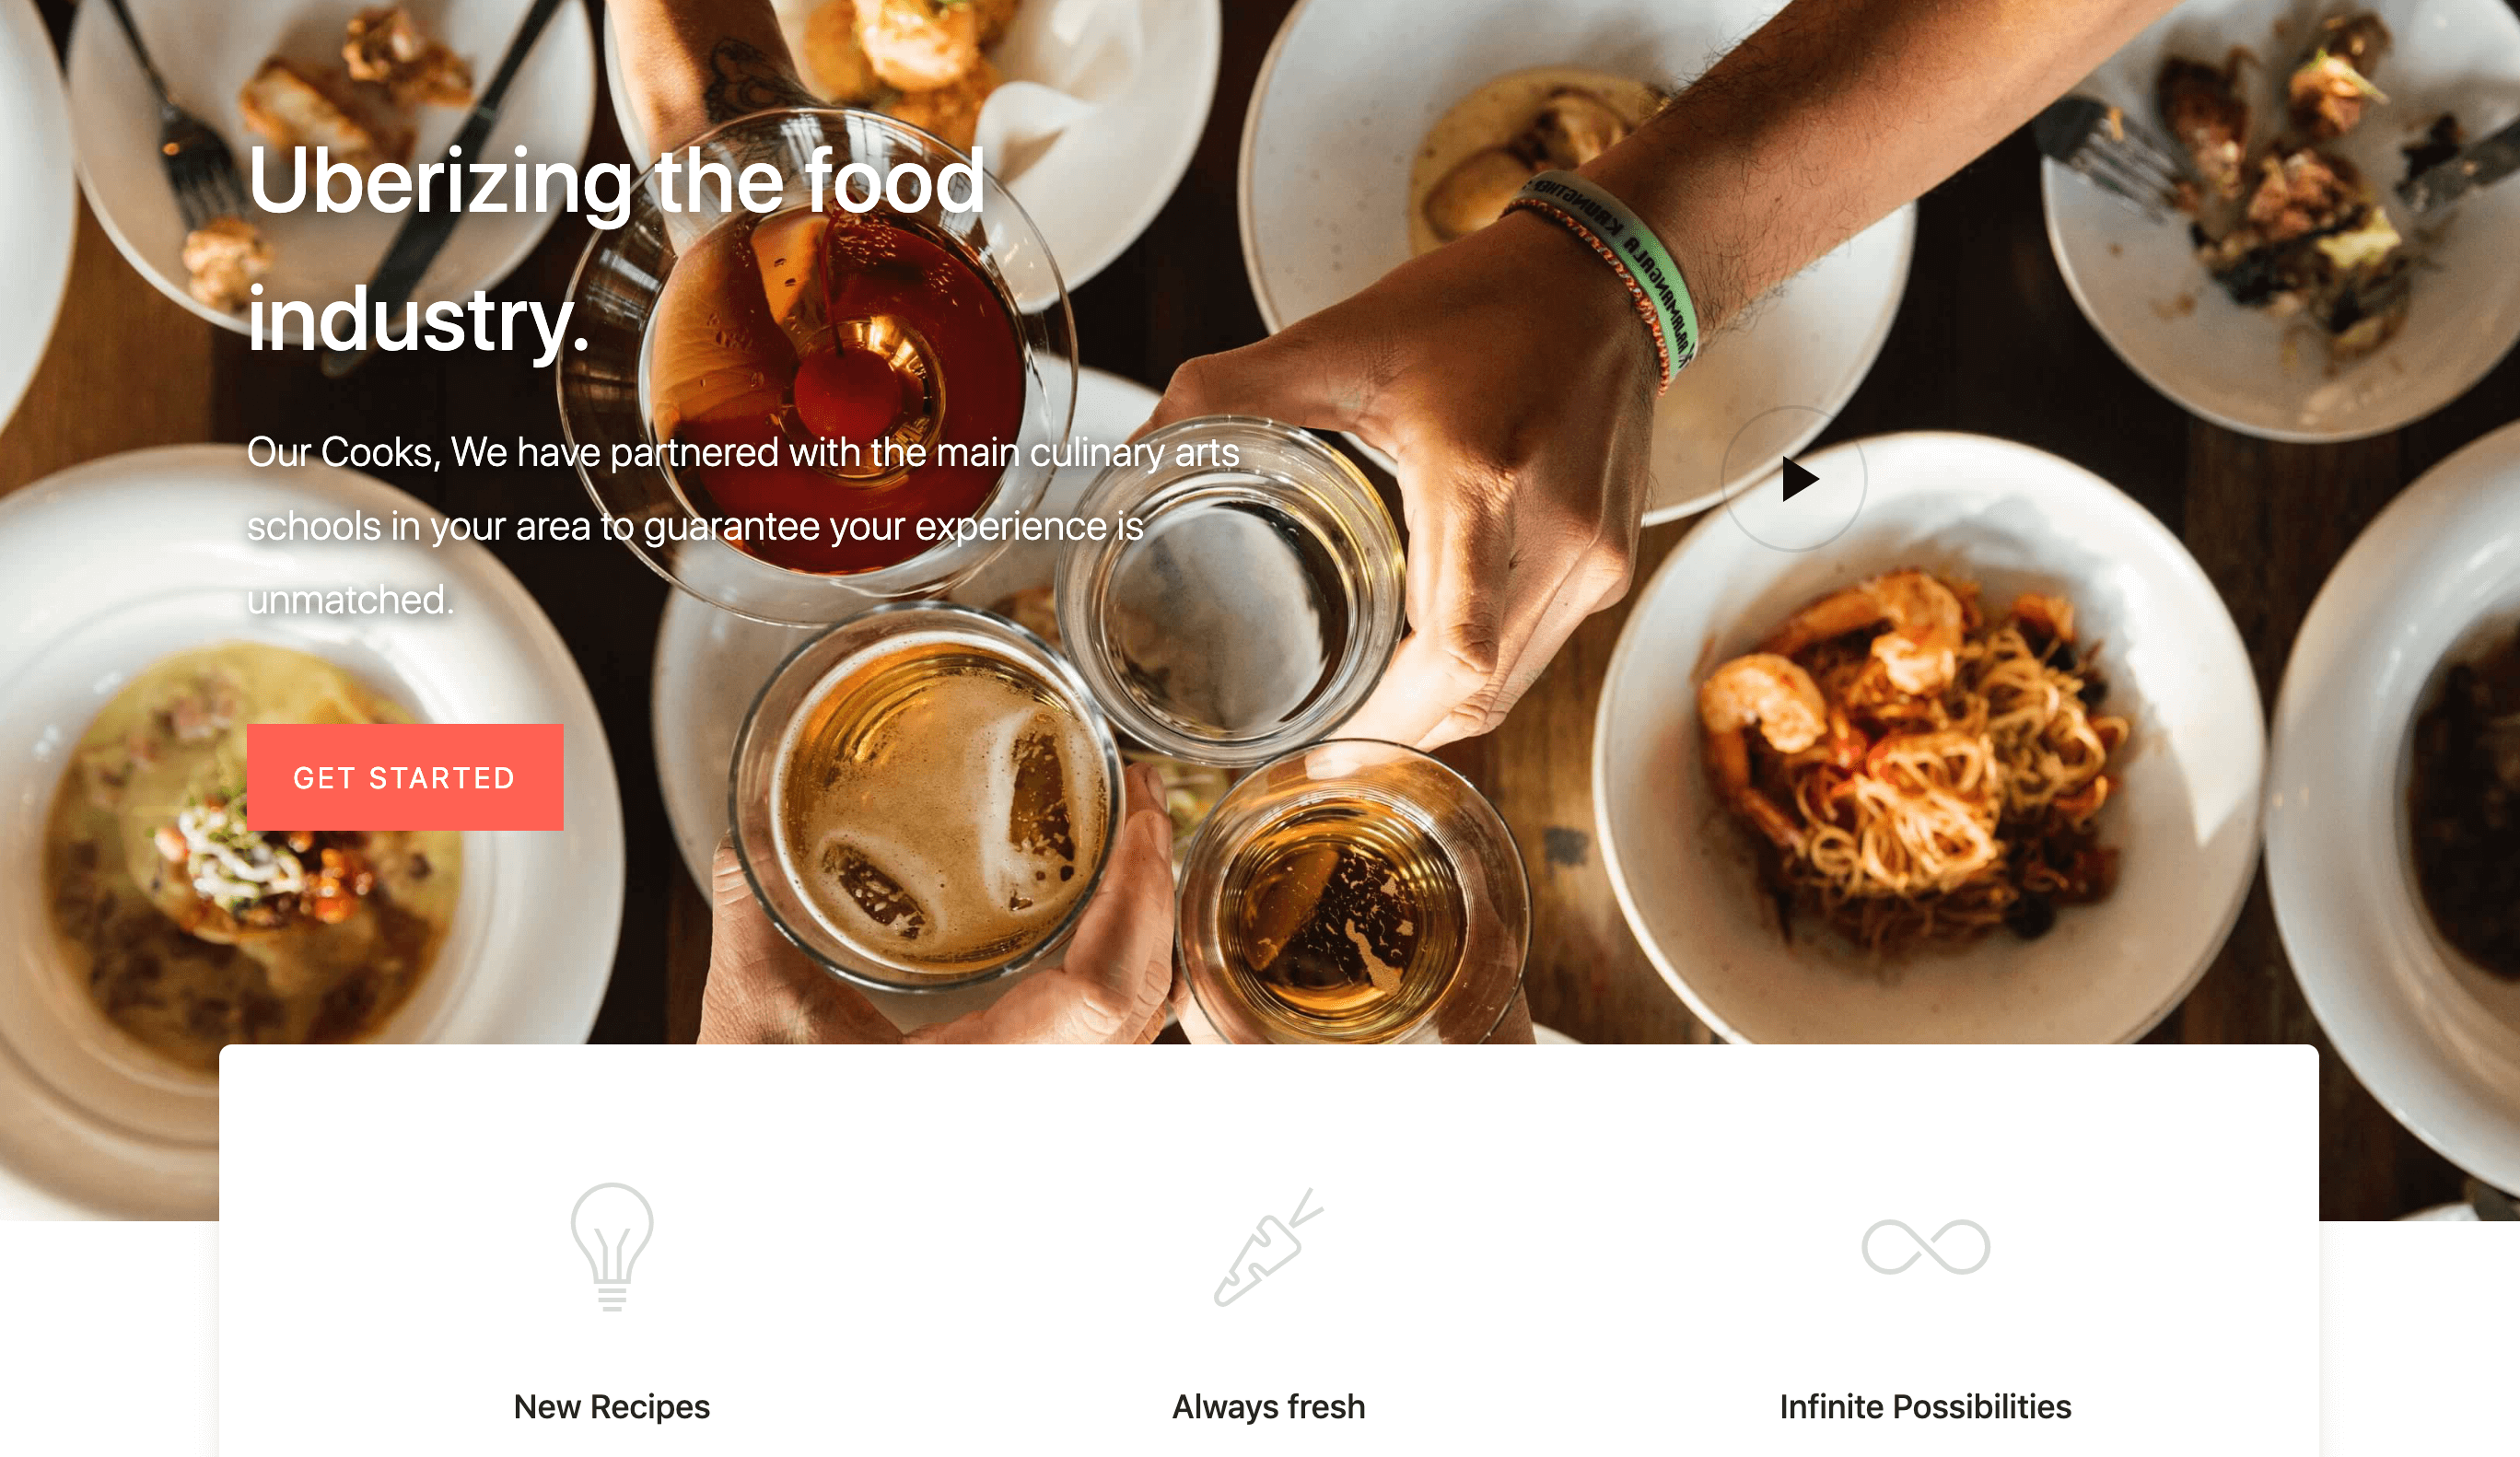 Uberizing the food
industry.
Our Cooks, We have partnered with the main culinary arts
schools in your area to guarantee your experience is
unmatched.
GET STARTED
New Recipes
Always fresh
Infinite Possibilities